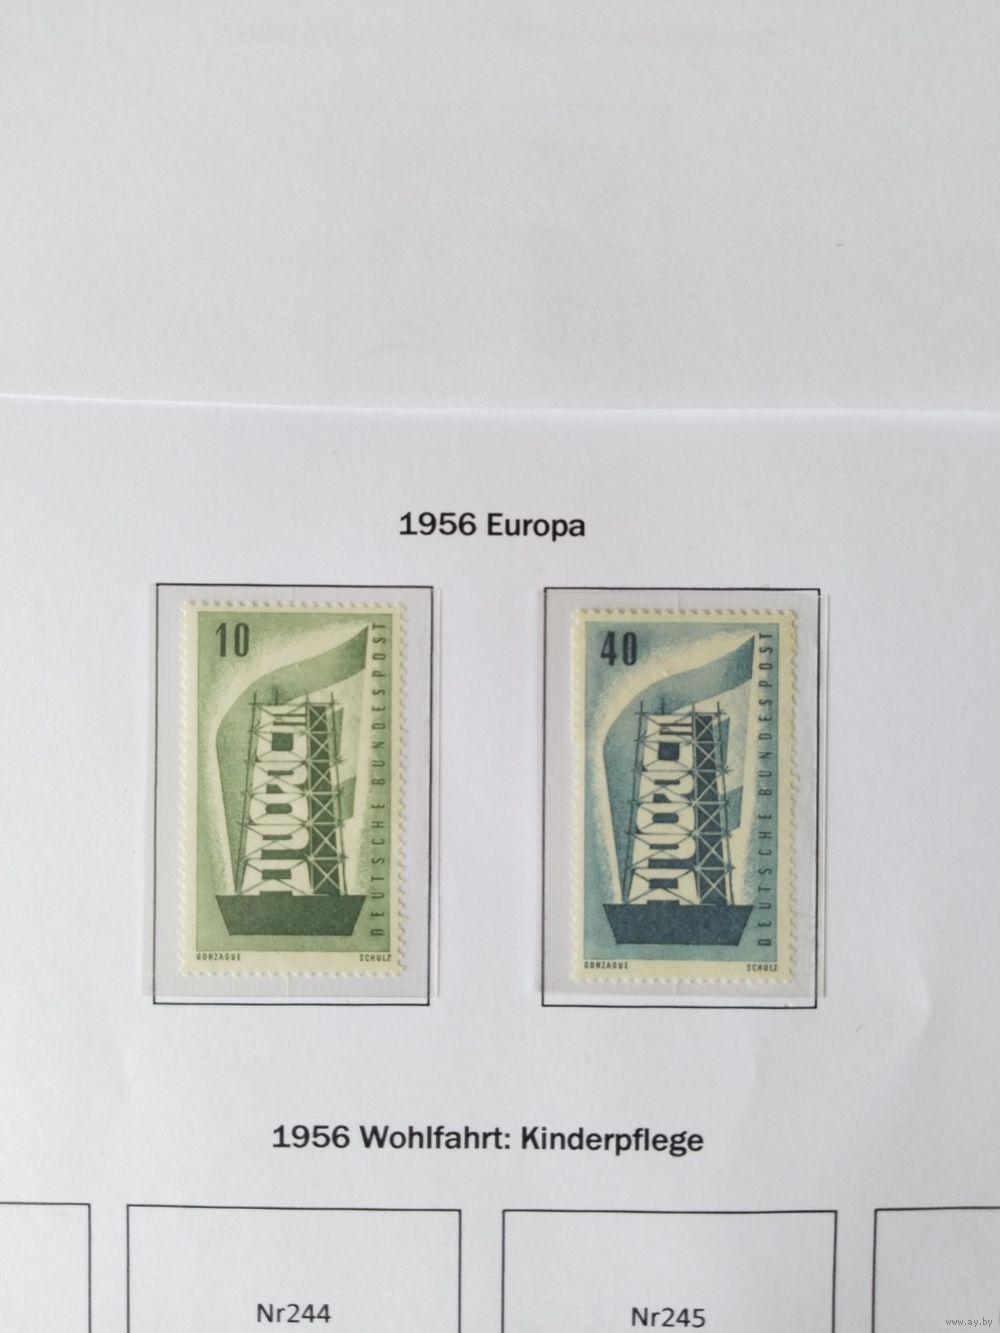 1956 Europa
10
EUROPA
DEUTSCHE BUNDESPOST
GONZAGUE SCHULZ
40
EUROPA
DEUTSCHE BUNDESPOST
GONZAGUE SCHULZ
1956 Wohlfahrt: Kinderpflege
Nr244 Nr245
www.ay.by